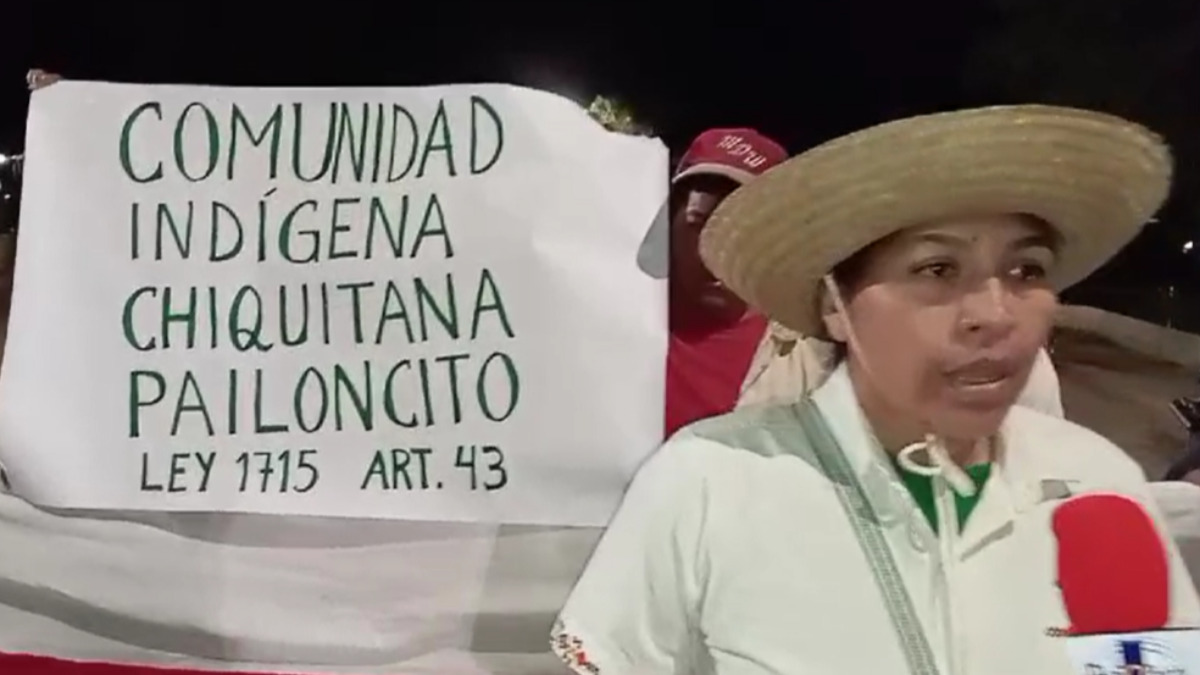 COMUNIDAD
INDÍGENA
CHIQUITANA
PAILONCITO
LEY 1715 ART. 43